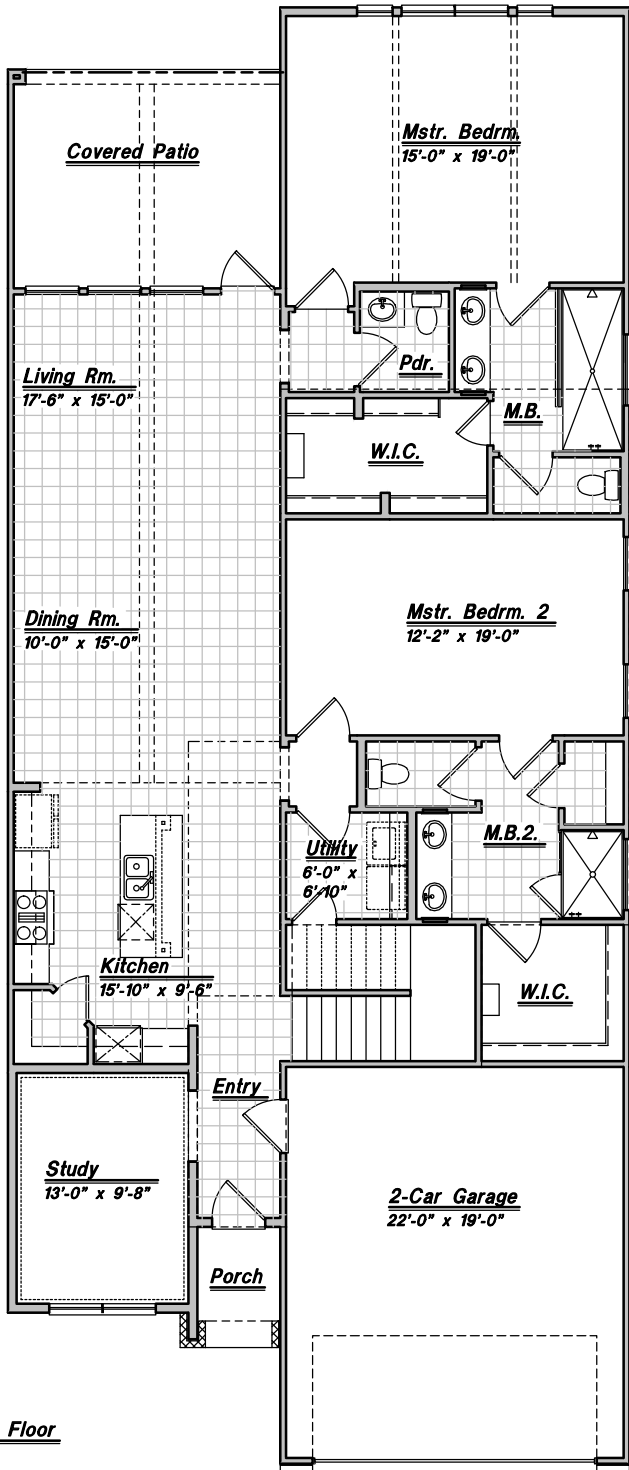 Covered Patio
Mstr. Bedrm.
15'-0" x 19'-0"
Living Rm.
17'-6" x 15'-0"
Pdr.
M.B.
W.I.C.
Dining Rm.
10'-0" x 15'-0"
Mstr. Bedrm. 2
12'-2" x 19'-0"
Utility
6'-0" x
6'-10"
M.B.2.
Kitchen
15'-10" x 9'-6"
W.I.C.
Entry
Study
13'-0" x 9'-8"
2-Car Garage
22'-0" x 19'-0"
Porch
Floor